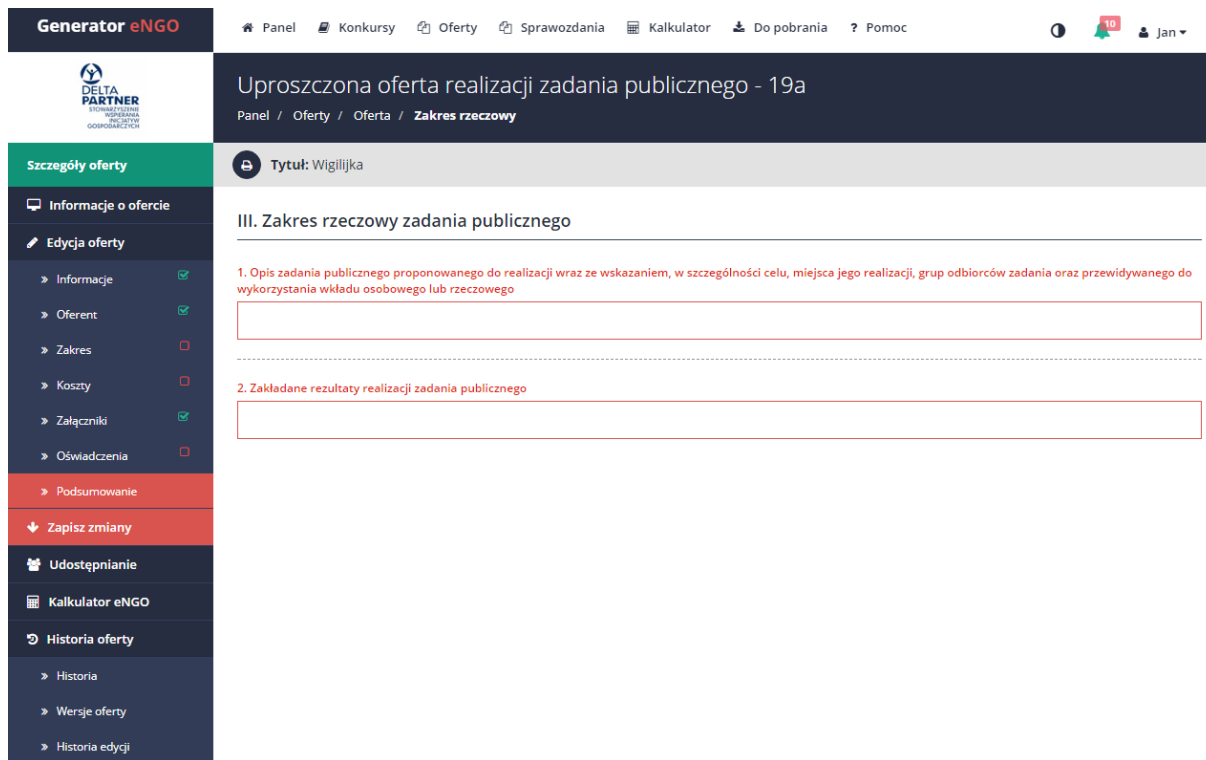 Generator eNGO
Panel
Konkursy
Oferty
Sprawozdania
Kalkulator
Do pobrania
? Pomoc
10
Jan
DELTA
PARTNER
STOWARZYSZENIE
WSPIERANIA
INICJATYW
GOSPODARCZYCH
Uproszczona oferta realizacji zadania publicznego - 19a
Panel / Oferty / Oferta / Zakres rzeczowy
Szczegóły oferty
Tytuł: Wigilijka
Informacje o ofercie
Edycja oferty
» Informacje
» Oferent
» Zakres
» Koszty
» Załączniki
» Oświadczenia
» Podsumowanie
Zapisz zmiany
Udostępnianie
Kalkulator eNGO
Historia oferty
» Historia
» Wersje oferty
» Historia edycji
III. Zakres rzeczowy zadania publicznego
1. Opis zadania publicznego proponowanego do realizacji wraz ze wskazaniem, w szczególności celu, miejsca jego realizacji, grup odbiorców zadania oraz przewidywanego do
wykorzystania wkładu osobowego lub rzeczowego
2. Zakładane rezultaty realizacji zadania publicznego